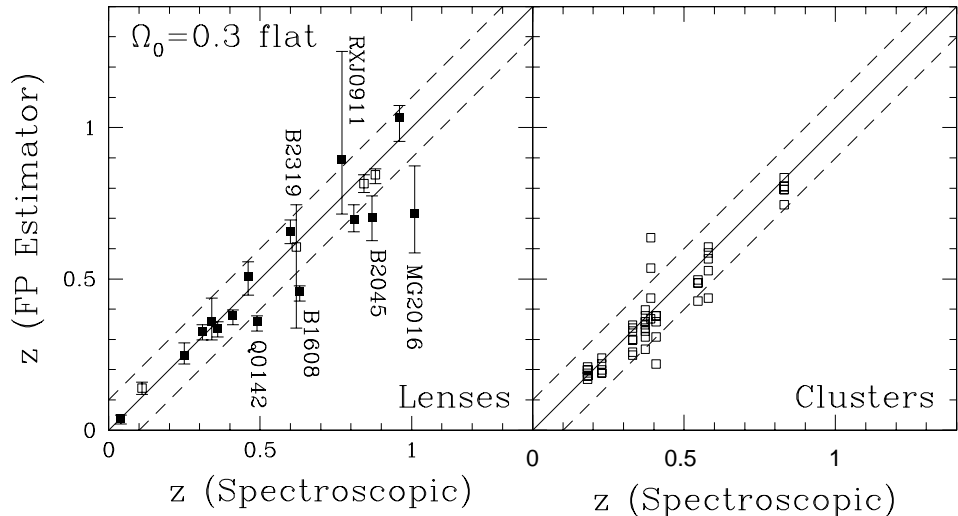 Ω₀=0.3 flat
z (FP Estimator)
1
0.5
0
RXJ0911
B2319
B2045
MG2016
B1608
Q0142
Lenses
Clusters
0
0.5
1
0
0.5
1
z (Spectroscopic)
z (Spectroscopic)